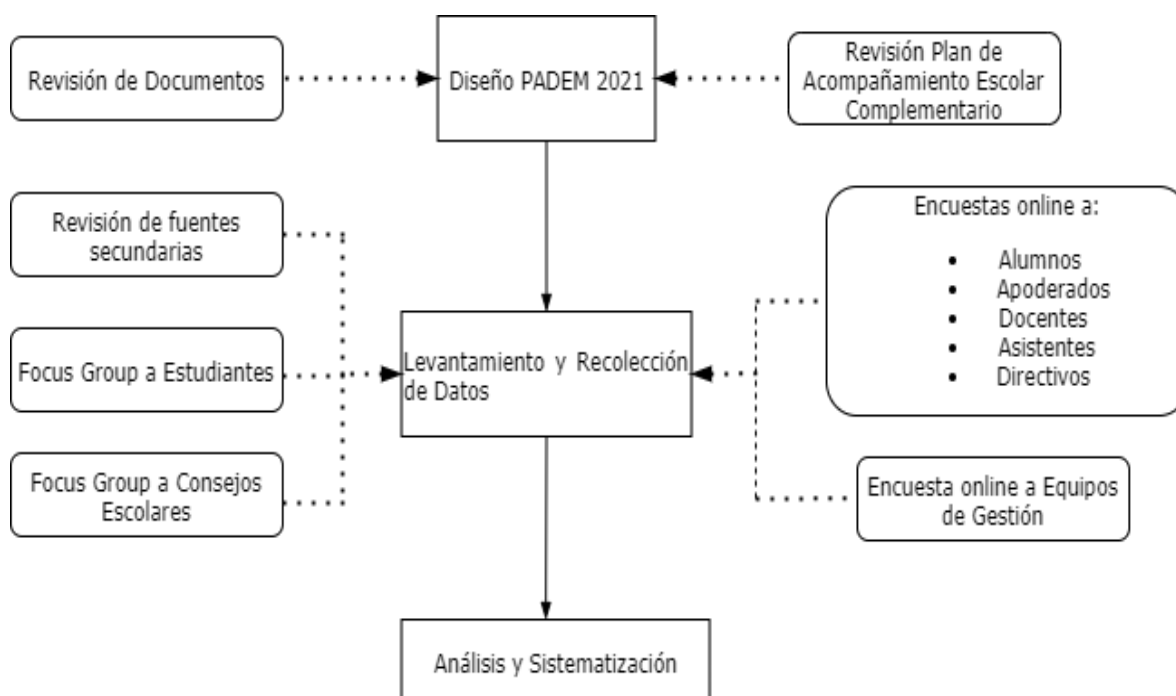 Revisión de Documentos
Diseño PADEM 2021
Revisión Plan de
Acompañamiento Escolar
Complementario
Revisión de fuentes
secundarias
Focus Group a Estudiantes
Focus Group a Consejos
Escolares
Levantamiento y Recolección
de Datos
Encuestas online a:
• Alumnos
• Apoderados
• Docentes
• Asistentes
• Directivos
Encuesta online a Equipos
de Gestión
Análisis y Sistematización